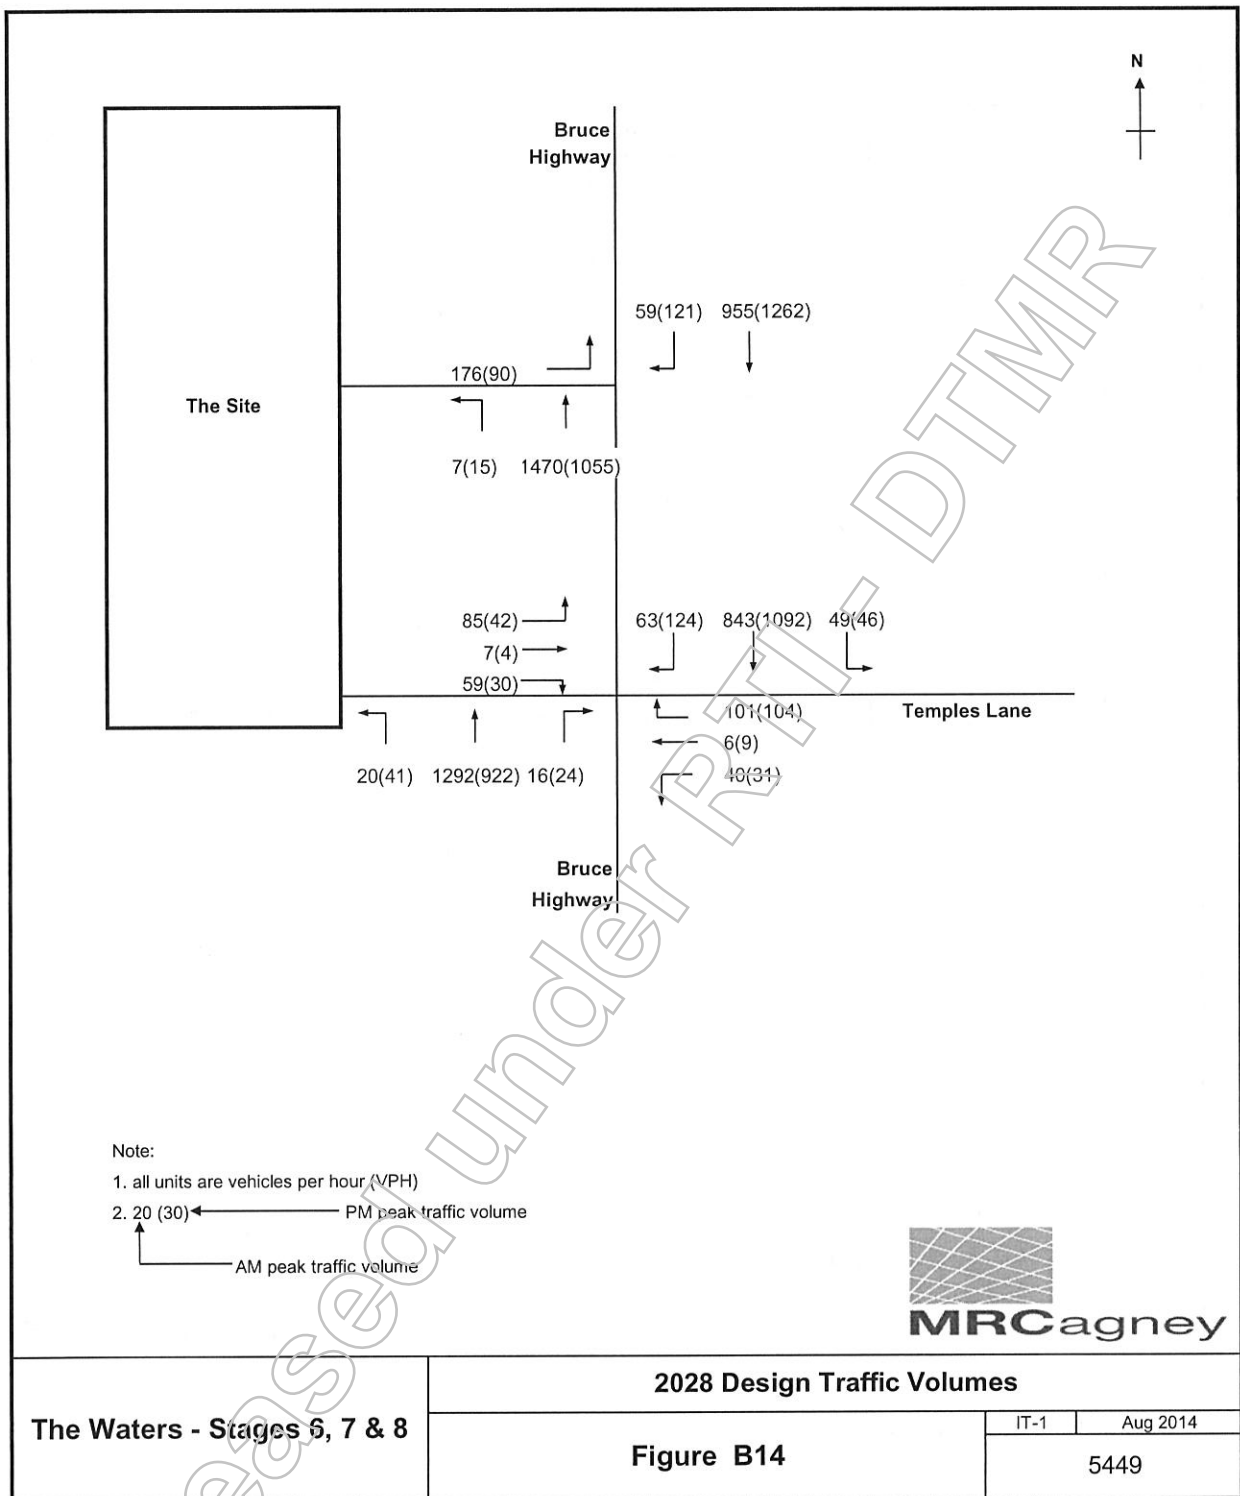 N
Bruce
Highway
59(121) 955(1262)
176(90)
The Site
7(15) 1470(1055)
85(42) 63(124) 843(1092) 49(46)
7(4)
59(30)
101(104) Temples Lane
6(9)
40(31)
20(41) 1292(922) 16(24)
Bruce
Highway
Note:
1. all units are vehicles per hour (VPH)
2. 20 (30) PM peak traffic volume
AM peak traffic volume
MRCagney
2028 Design Traffic Volumes
The Waters - Stages 6, 7 & 8
Figure B14
IT-1 Aug 2014
5449
eased under RTI - DTMR